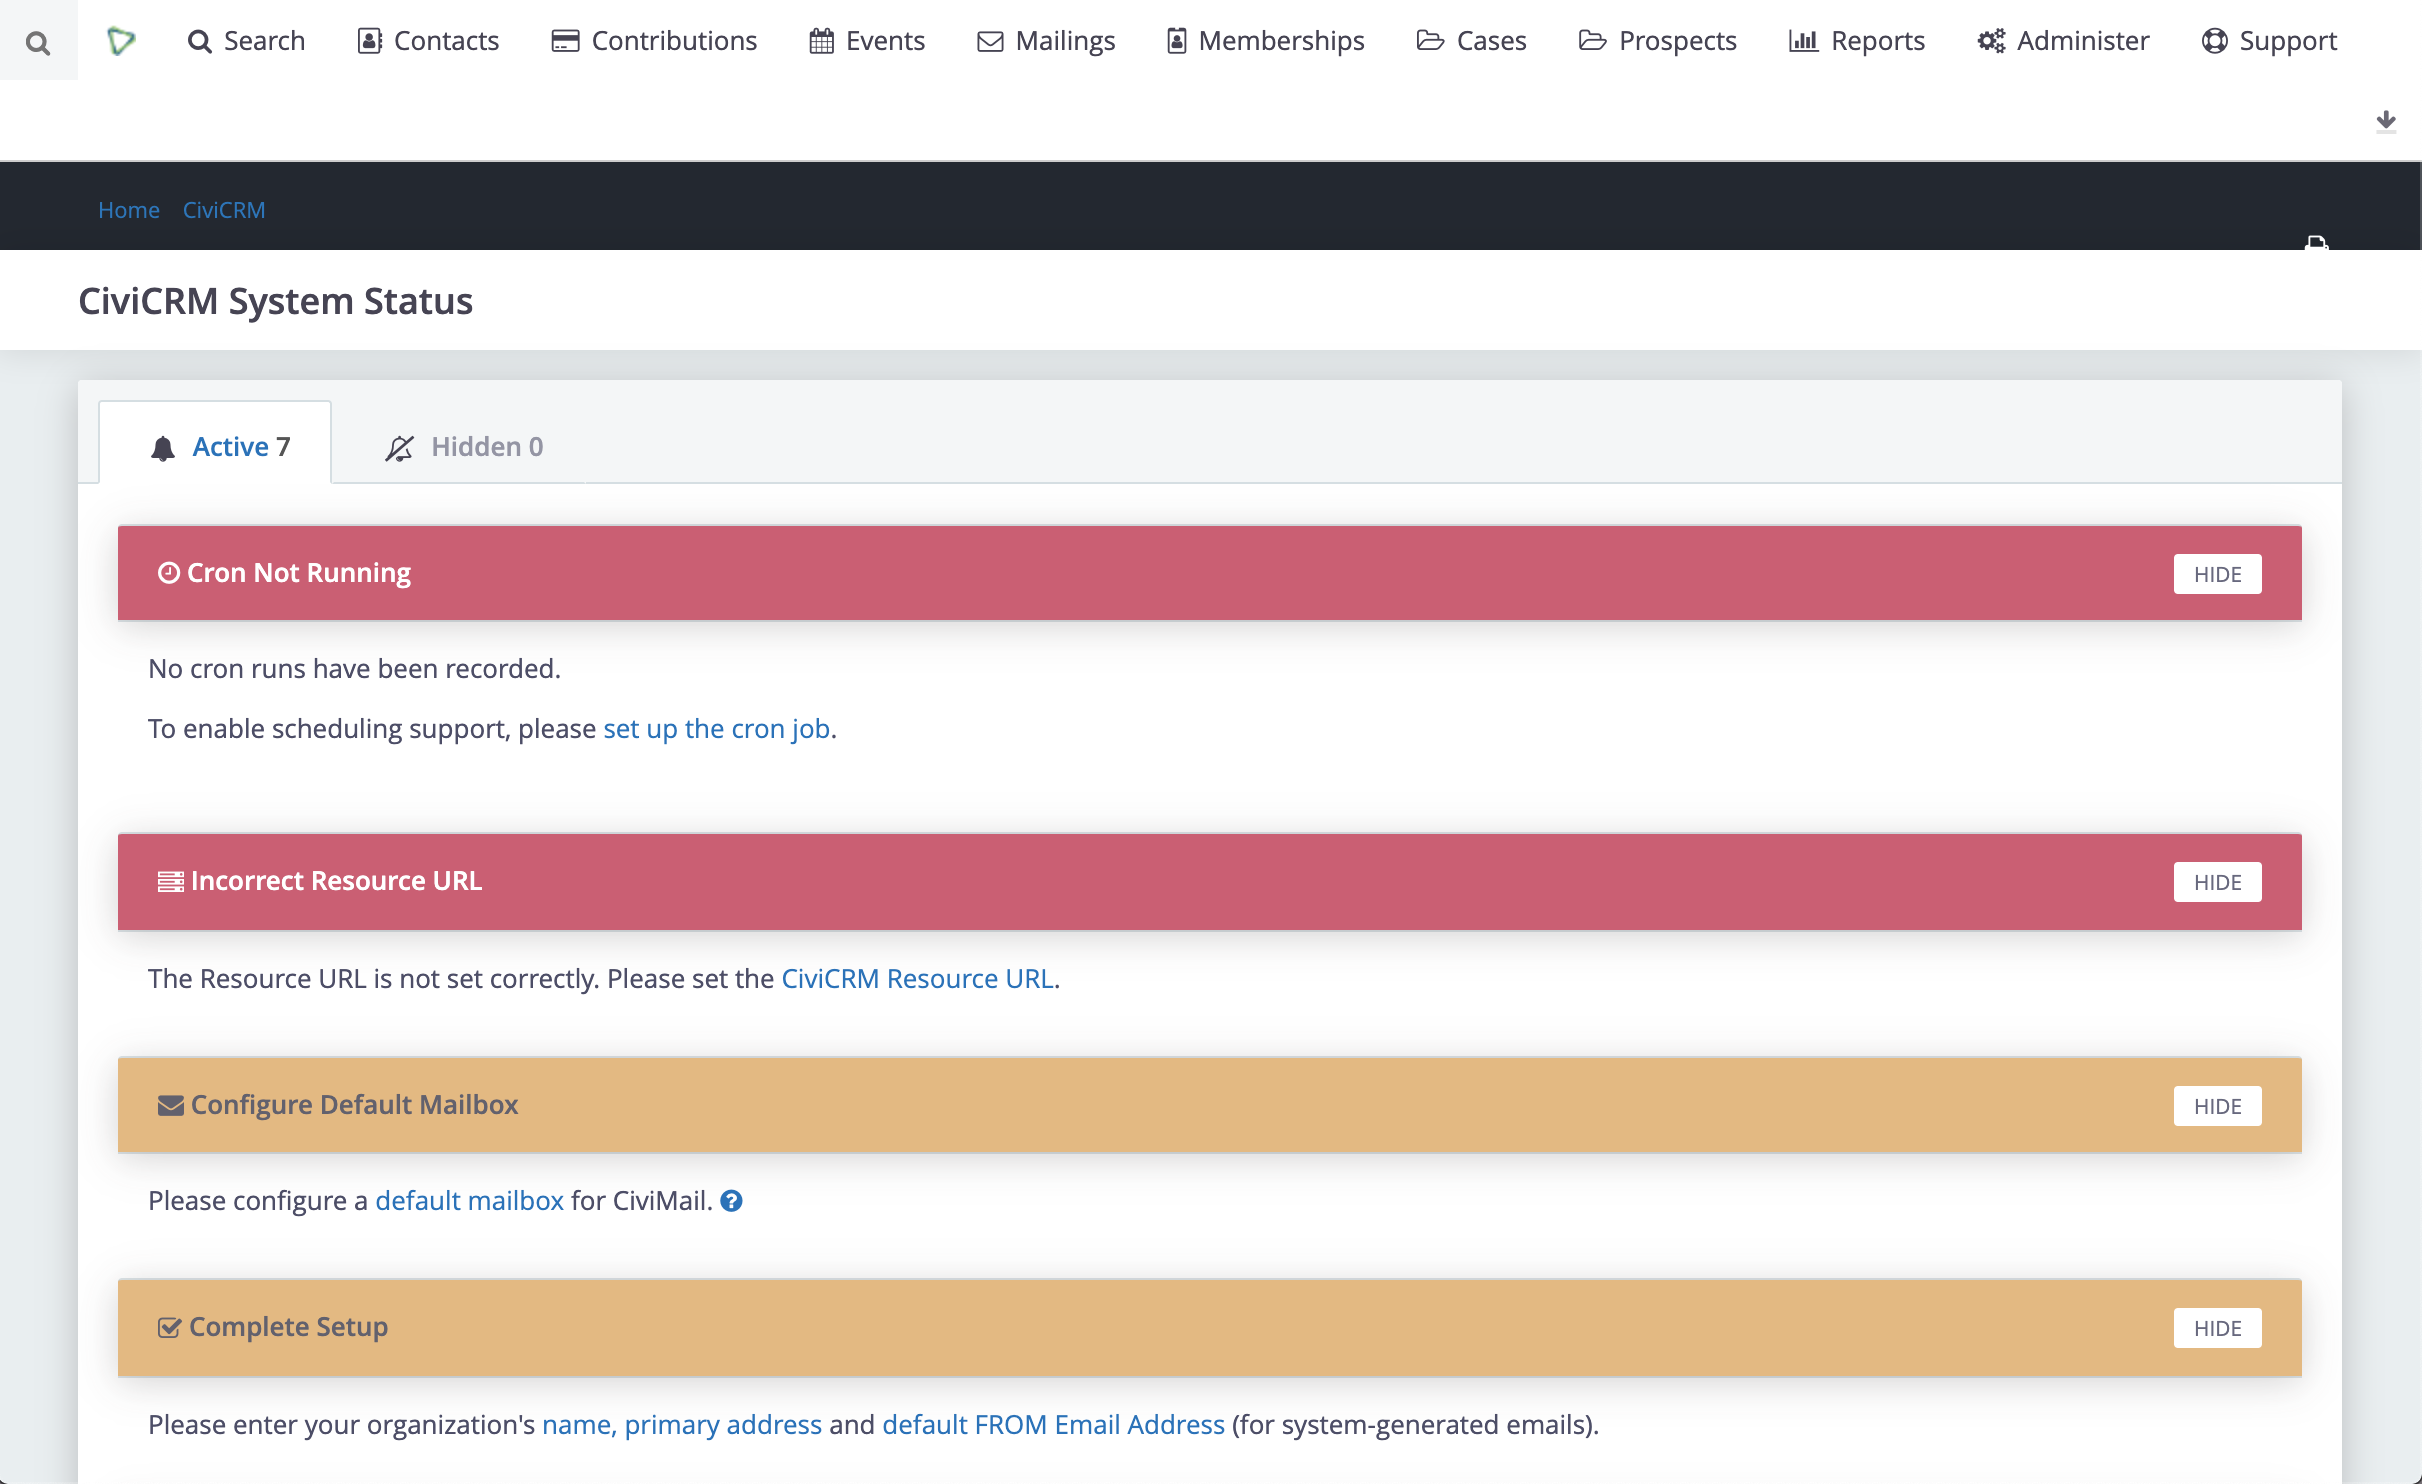 Search Contacts Contributions Events Mailings Memberships Cases Prospects Reports Administer Support
Home CiviCRM
CiviCRM System Status
Active 7 Hidden 0
Cron Not Running HIDE
No cron runs have been recorded.
To enable scheduling support, please set up the cron job.
Incorrect Resource URL HIDE
The Resource URL is not set correctly. Please set the CiviCRM Resource URL.
Configure Default Mailbox HIDE
Please configure a default mailbox for CiviMail.
Complete Setup HIDE
Please enter your organization's name, primary address and default FROM Email Address (for system-generated emails).